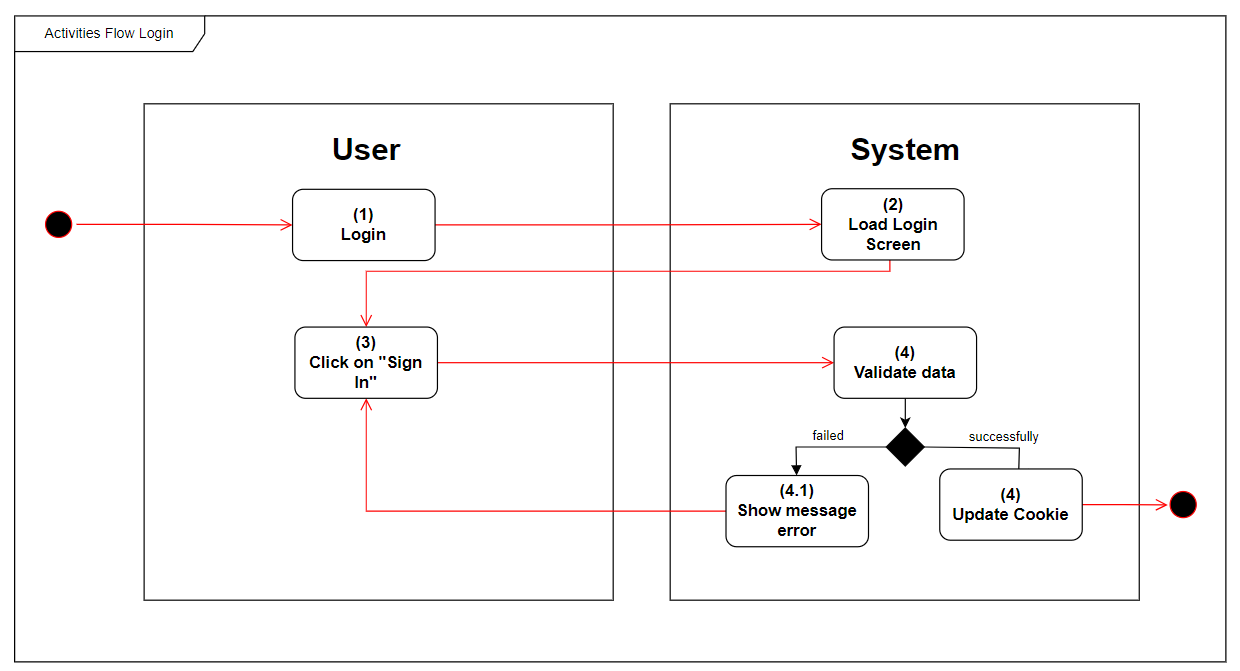 Activities Flow Login
User
System
(1)
Login
(2)
Load Login
Screen
(3)
Click on "Sign
In"
(4)
Validate data
failed
successfully
(4.1)
Show message
error
(4)
Update Cookie